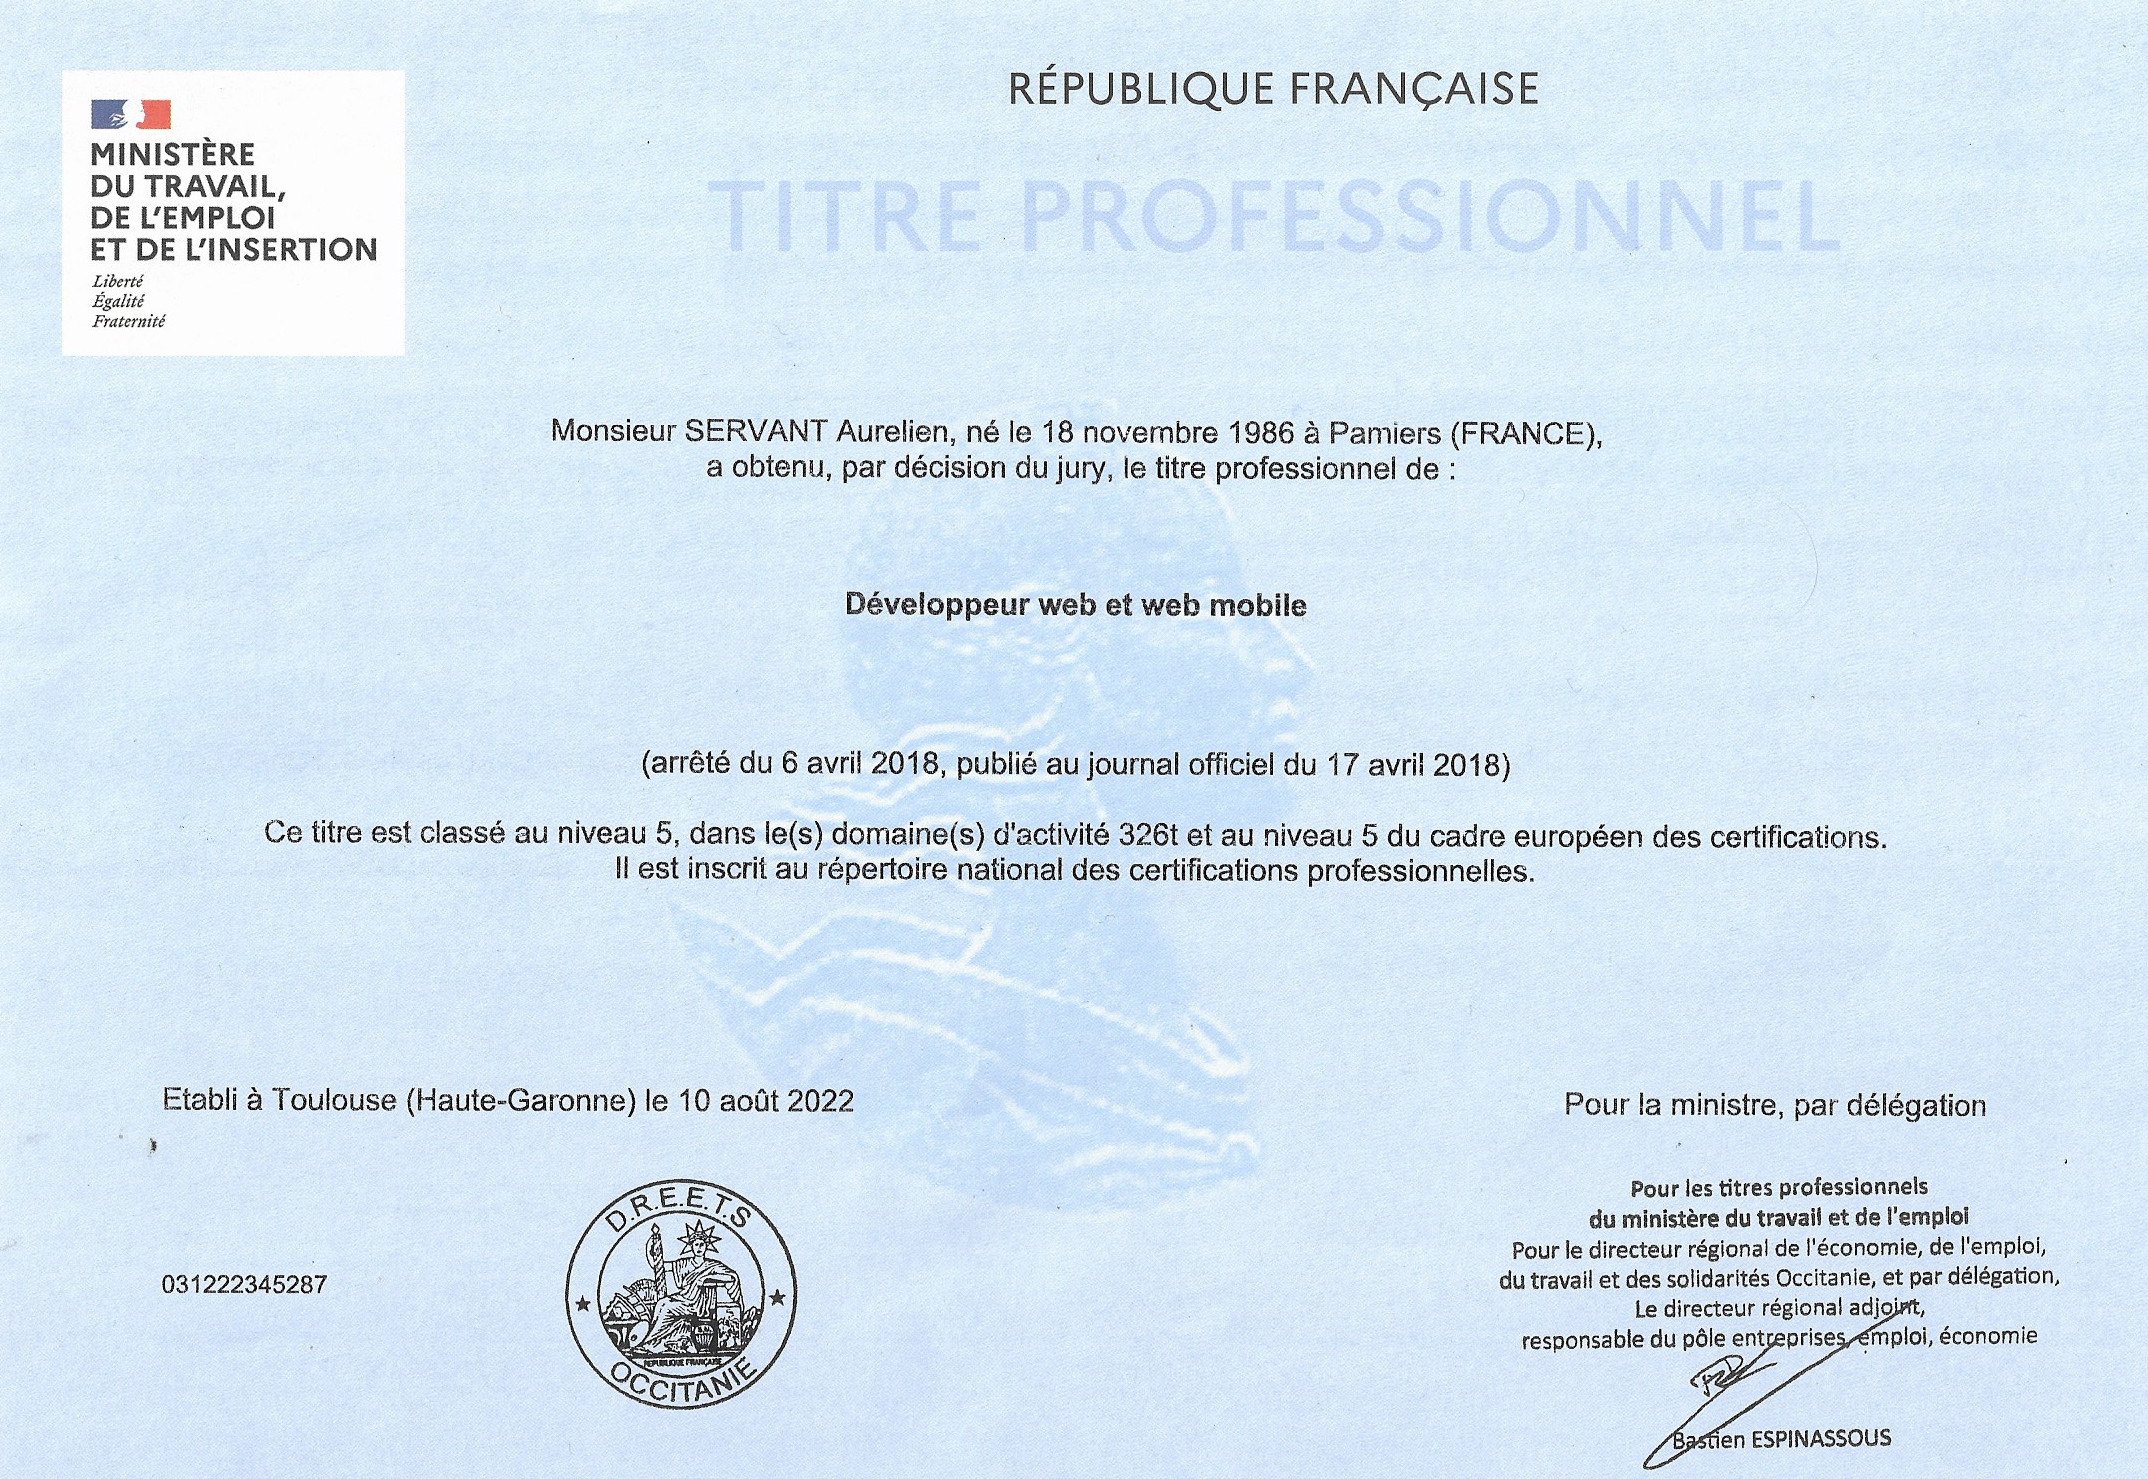 RÉPUBLIQUE FRANÇAISE
TITRE PROFESSIONNEL
MINISTÈRE
DU TRAVAIL,
DE L'EMPLOI
ET DE L'INSERTION
Liberté
Égalité
Fraternité
Monsieur SERVANT Aurelien, né le 18 novembre 1986 à Pamiers (FRANCE),
a obtenu, par décision du jury, le titre professionnel de :
Développeur web et web mobile
(arrêté du 6 avril 2018, publié au journal officiel du 17 avril 2018)
Ce titre est classé au niveau 5, dans le(s) domaine(s) d'activité 326t et au niveau 5 du cadre européen des certifications.
Il est inscrit au répertoire national des certifications professionnelles.
Etabli à Toulouse (Haute-Garonne) le 10 août 2022
Pour la ministre, par délégation
Pour les titres professionnels
du ministère du travail et de l'emploi
Pour le directeur régional de l'économie, de l'emploi,
du travail et des solidarités Occitanie, et par délégation,
Le directeur régional adjoint,
responsable du pôle entreprises, emploi, économie
Bastien ESPINASSOUS
031222345287
D.R.E.E.T.S
REPUBLIQUE FRANÇAISE
OCCITANIE